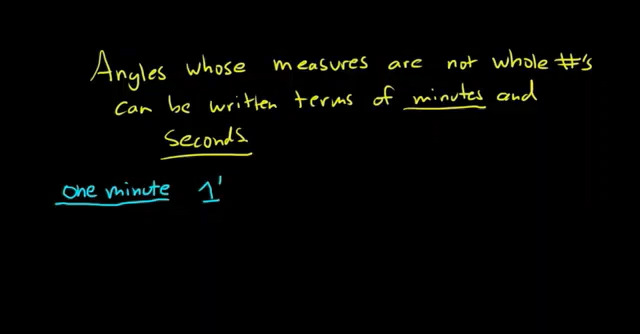 Angles whose measures are not whole #'s
can be written terms of minutes and
seconds
one minute 1'